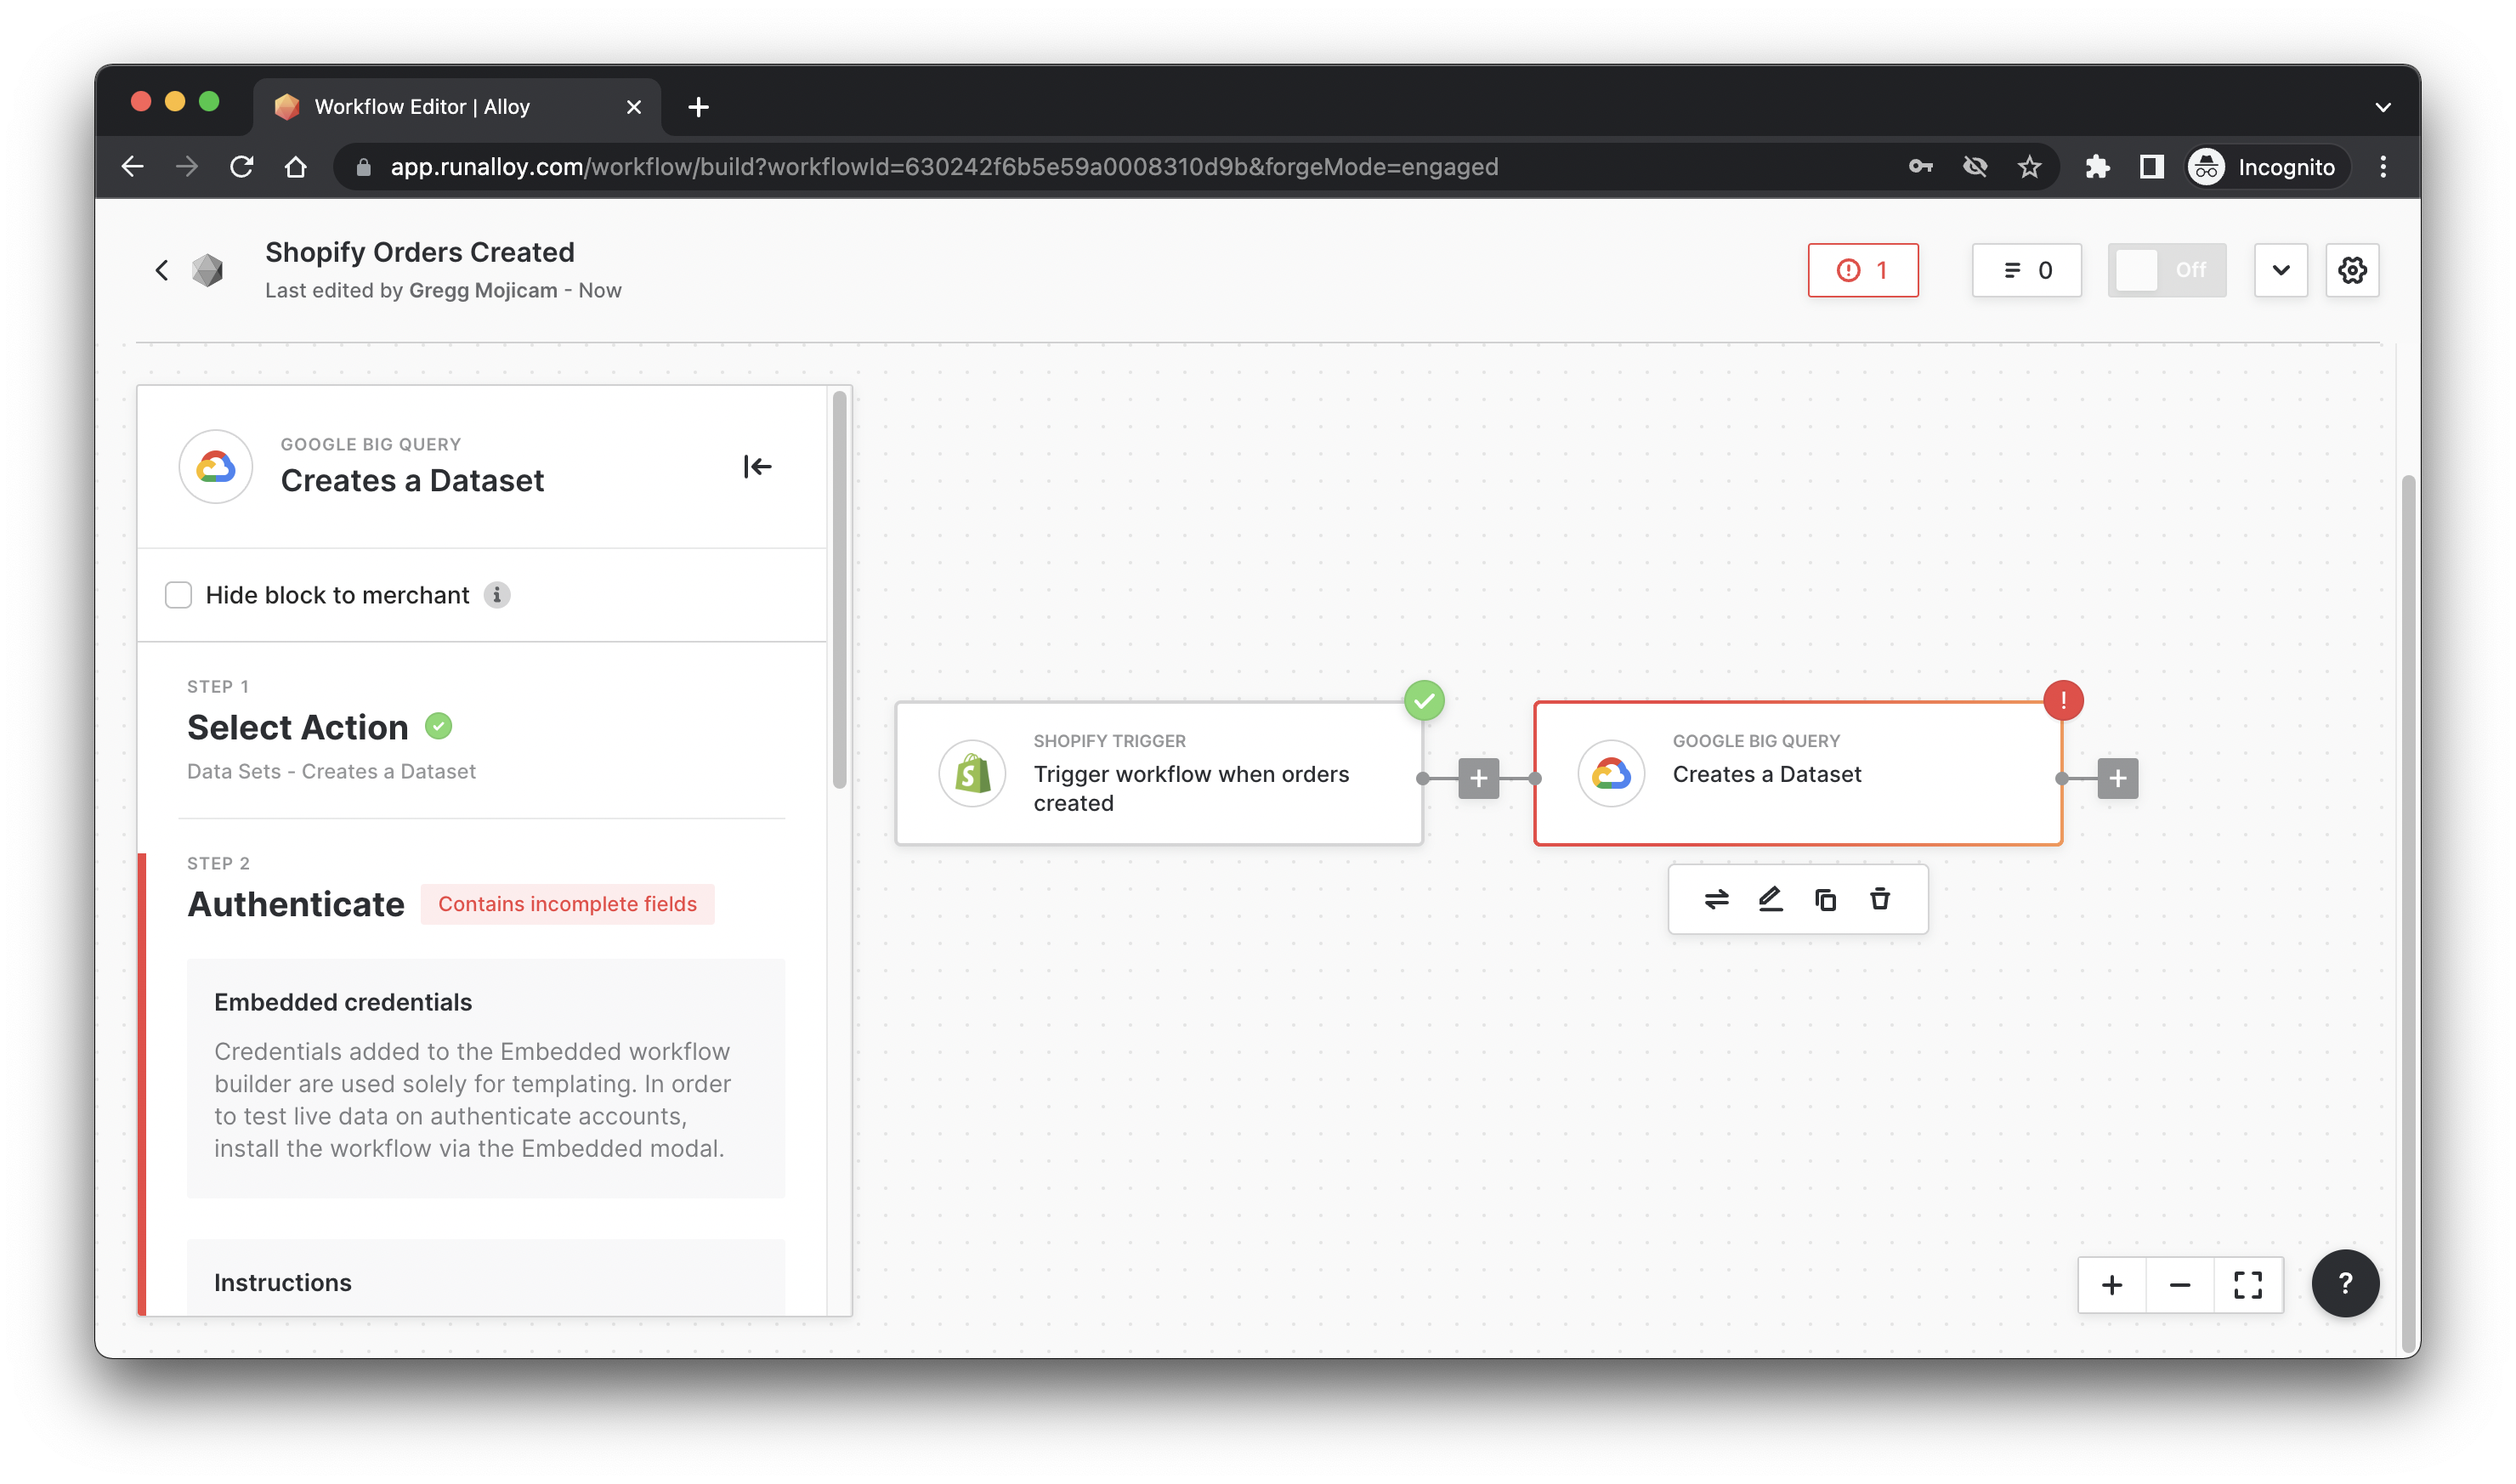 Workflow Editor | Alloy
app.runalloy.com/workflow/build?workflowId=630242f6b5e59a0008310d9b&forgeMode=engaged
Incognito
Shopify Orders Created
Last edited by Gregg Mojicam - Now
1
0
Off
GOOGLE BIG QUERY
Creates a Dataset
Hide block to merchant
STEP 1
Select Action
Data Sets - Creates a Dataset
STEP 2
Authenticate
Contains incomplete fields
Embedded credentials
Credentials added to the Embedded workflow
builder are used solely for templating. In order
to test live data on authenticate accounts,
install the workflow via the Embedded modal.
Instructions
SHOPIFY TRIGGER
Trigger workflow when orders
created
GOOGLE BIG QUERY
Creates a Dataset